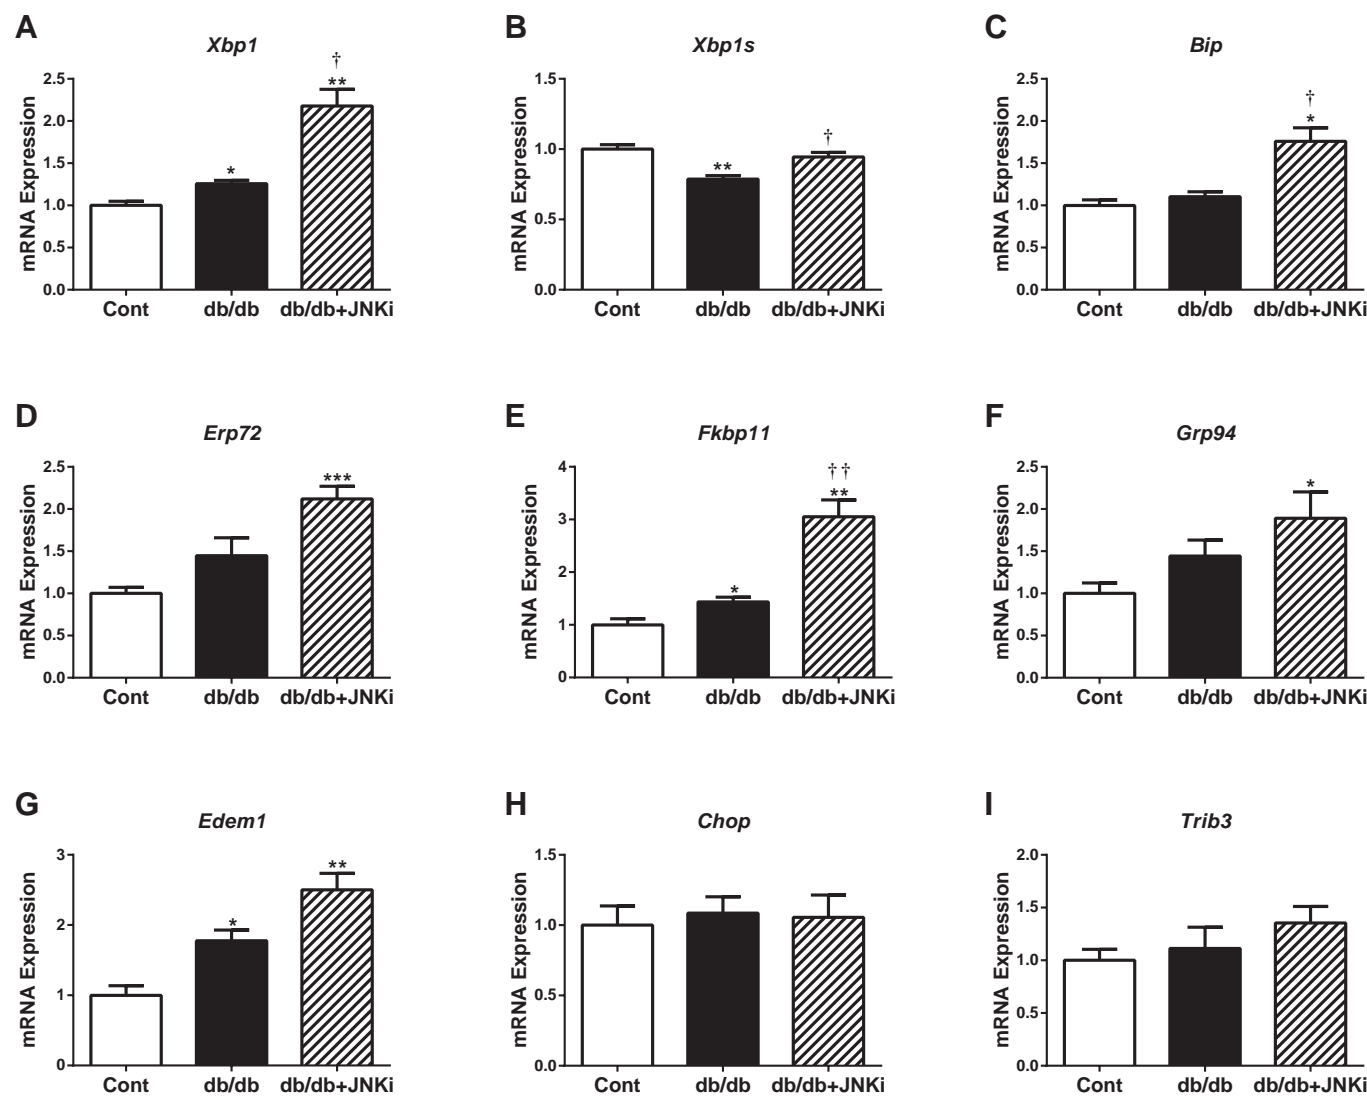 A
Xbp1
†
**
*
2.5
2.0
1.5
1.0
0.5
0.0
mRNA Expression
Cont
db/db
db/db+JNKi
B
Xbp1s
†
**
1.5
1.0
0.5
0.0
mRNA Expression
Cont
db/db
db/db+JNKi
C
Bip
†
*
2.5
2.0
1.5
1.0
0.5
0.0
mRNA Expression
Cont
db/db
db/db+JNKi
D
Erp72
***
2.5
2.0
1.5
1.0
0.5
0.0
mRNA Expression
Cont
db/db
db/db+JNKi
E
Fkbp11
††
**
*
4
3
2
1
0
mRNA Expression
Cont
db/db
db/db+JNKi
F
Grp94
*
2.5
2.0
1.5
1.0
0.5
0.0
mRNA Expression
Cont
db/db
db/db+JNKi
G
Edem1
**
*
3
2
1
0
mRNA Expression
Cont
db/db
db/db+JNKi
H
Chop
1.5
1.0
0.5
0.0
mRNA Expression
Cont
db/db
db/db+JNKi
I
Trib3
2.0
1.5
1.0
0.5
0.0
mRNA Expression
Cont
db/db
db/db+JNKi